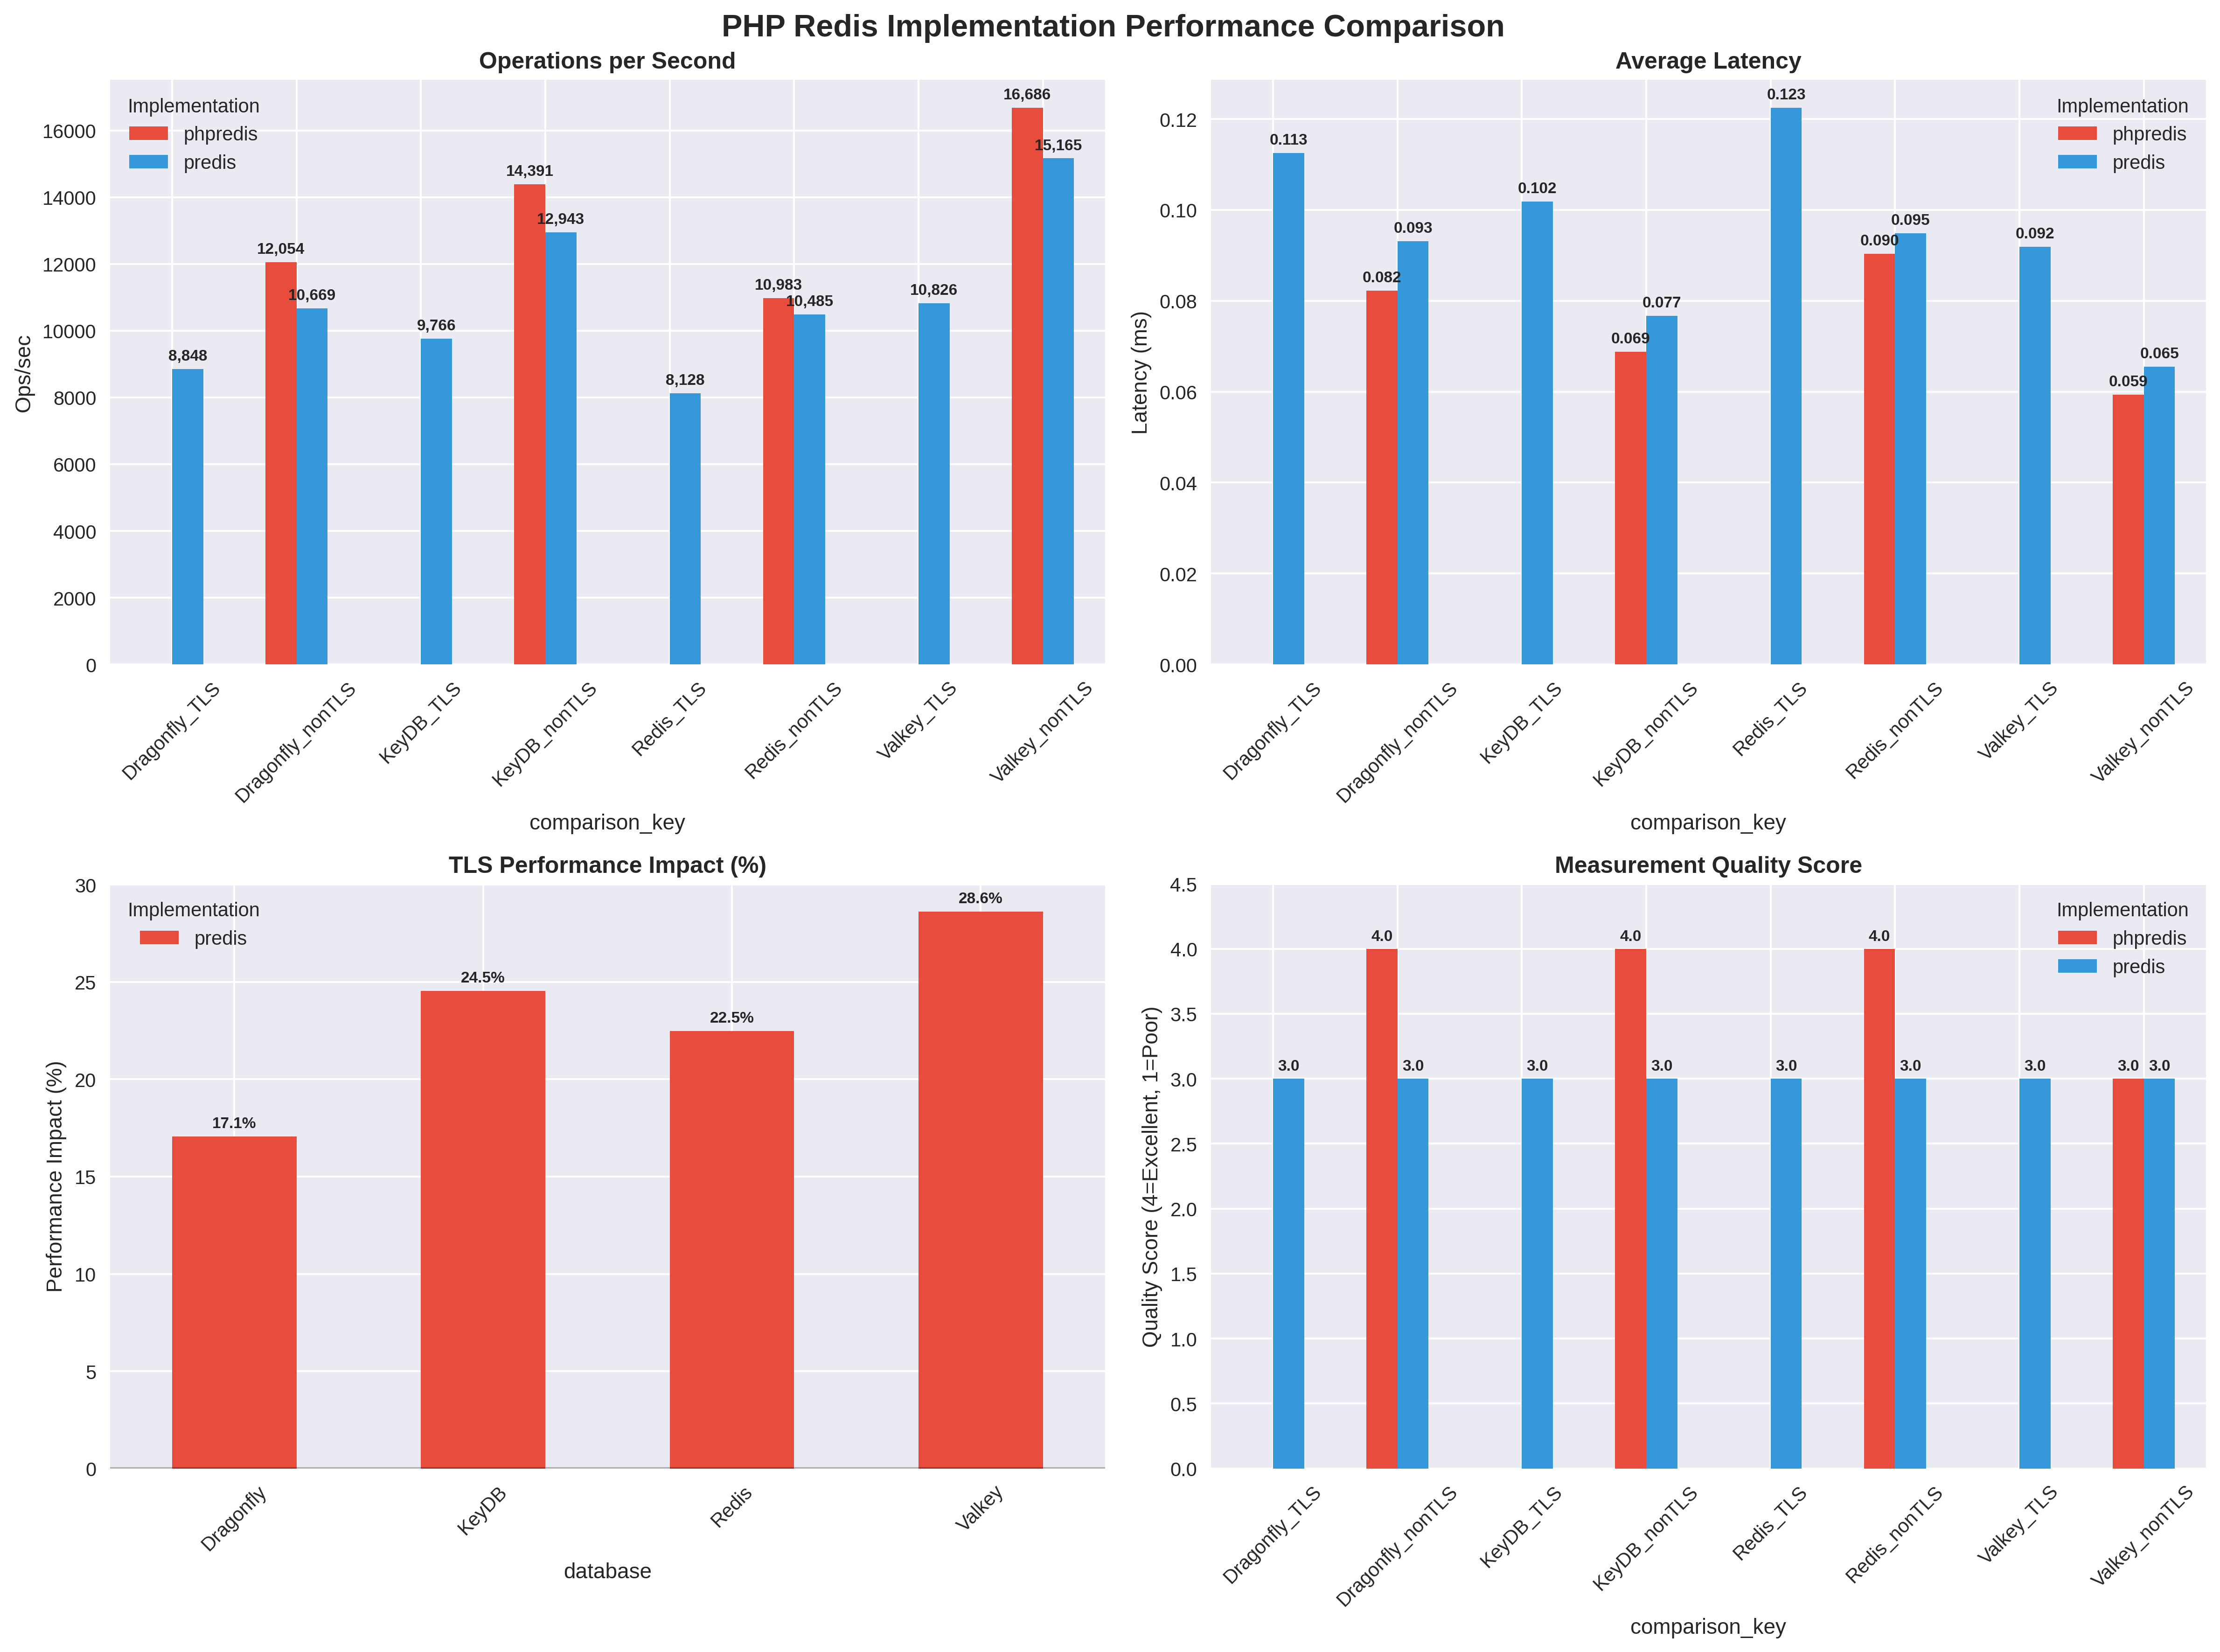 PHP Redis Implementation Performance Comparison
Operations per Second
Implementation
phpredis
predis
Ops/sec
16000
14000
12000
10000
8000
6000
4000
2000
0
8,848
12,054
10,669
9,766
14,391
12,943
8,128
10,983
10,485
10,826
16,686
15,165
Dragonfly_TLS
Dragonfly_nonTLS
KeyDB_TLS
KeyDB_nonTLS
Redis_TLS
Redis_nonTLS
Valkey_TLS
Valkey_nonTLS
comparison_key
Average Latency
Implementation
phpredis
predis
Latency (ms)
0.12
0.10
0.08
0.06
0.04
0.02
0.00
0.113
0.082
0.093
0.102
0.069
0.077
0.123
0.090
0.095
0.092
0.059
0.065
Dragonfly_TLS
Dragonfly_nonTLS
KeyDB_TLS
KeyDB_nonTLS
Redis_TLS
Redis_nonTLS
Valkey_TLS
Valkey_nonTLS
comparison_key
TLS Performance Impact (%)
Implementation
predis
Performance Impact (%)
30
25
20
15
10
5
0
17.1%
24.5%
22.5%
28.6%
Dragonfly
KeyDB
Redis
Valkey
database
Measurement Quality Score
Implementation
phpredis
predis
Quality Score (4=Excellent, 1=Poor)
4.5
4.0
3.5
3.0
2.5
2.0
1.5
1.0
0.5
0.0
3.0
4.0
3.0
3.0
4.0
3.0
3.0
4.0
3.0
3.0
3.0
3.0
Dragonfly_TLS
Dragonfly_nonTLS
KeyDB_TLS
KeyDB_nonTLS
Redis_TLS
Redis_nonTLS
Valkey_TLS
Valkey_nonTLS
comparison_key